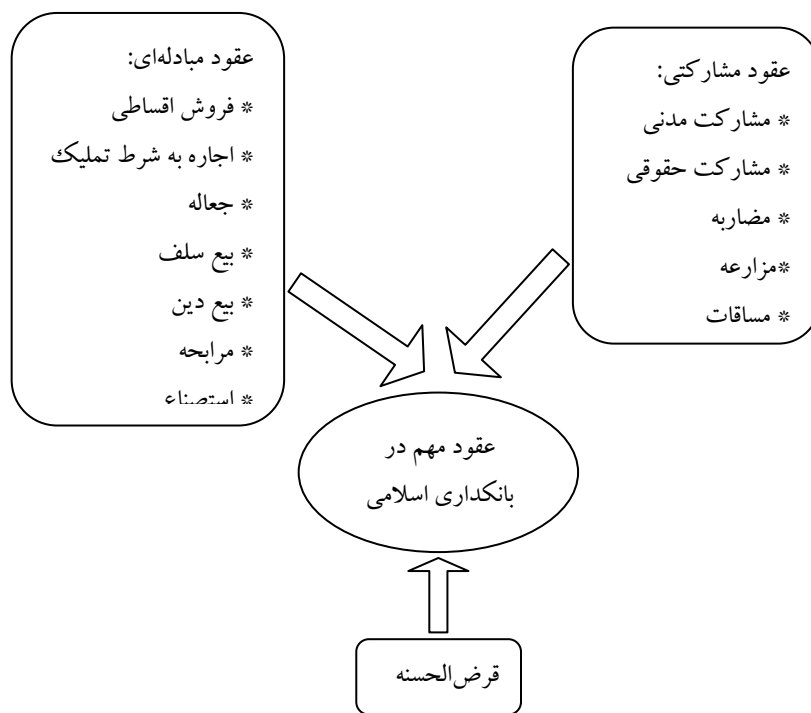 عقود مشارکتی:
* مشارکت مدنی
* مشارکت حقوقی
* مضاربه
*مزارعه
* مساقات
عقود مبادله‌ای:
* فروش اقساطی
* اجاره به شرط تملیک
* جعاله
* بیع سلف
* بیع دین
* مرابحه
* استصناع
عقود مهم در
بانکداری اسلامی
قرض‌الحسنه